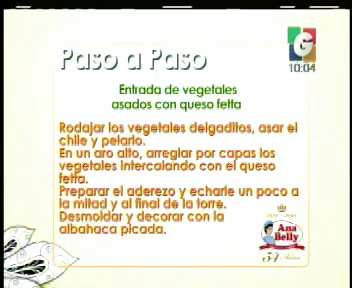 Paso a Paso
G
10:04
Entrada de vegetales
asados con queso fetta
Rodajar los vegetales delgaditos, asar el
chile y pelarlo.
En un aro alto, arreglar por capas los
vegetales intercalando con el queso
fetta.
Preparar el aderezo y echarle un poco a
la mitad y al final de la torre.
Desmoldar y decorar con la
albahaca picada.
Ana
Belly
54